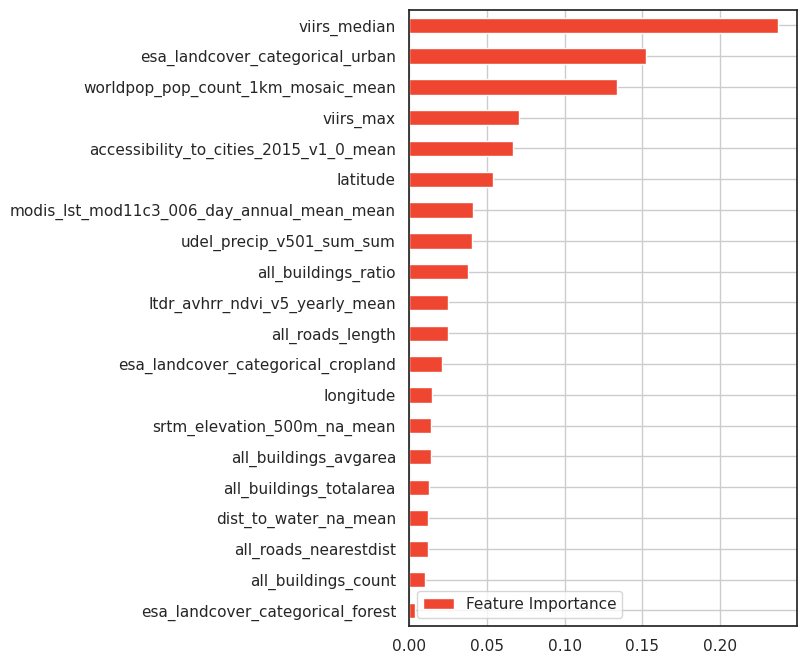 viirs_median
esa_landcover_categorical_urban
worldpop_pop_count_1km_mosaic_mean
viirs_max
accessibility_to_cities_2015_v1_0_mean
latitude
modis_lst_mod11c3_006_day_annual_mean_mean
udel_precip_v501_sum_sum
all_buildings_ratio
ltdr_avhrr_ndvi_v5_yearly_mean
all_roads_length
esa_landcover_categorical_cropland
longitude
srtm_elevation_500m_na_mean
all_buildings_avgarea
all_buildings_totalarea
dist_to_water_na_mean
all_roads_nearestdist
all_buildings_count
esa_landcover_categorical_forest
Feature Importance
0.00 0.05 0.10 0.15 0.20